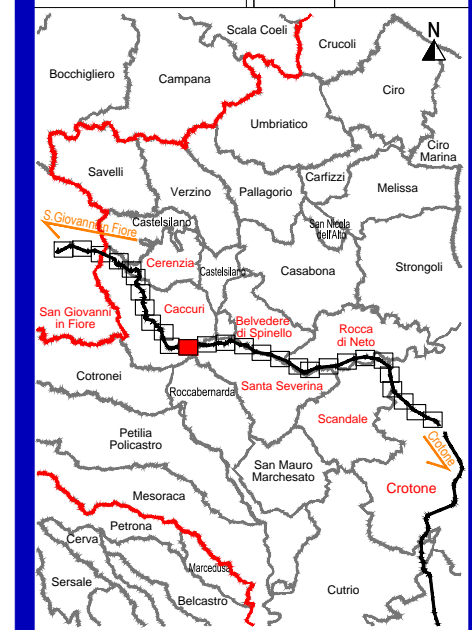 Scala Coeli
N
Crucoli
Bocchigliero
Campana
Ciro
Umbriatico
Ciro
Marina
Savelli
Carfizzi
Verzino
Pallagorio
Melissa
S.Giovanni in Fiore
Castelsilano
San Nicola
dell'Alto
Cerenzia
Castelsilano
Casabona
Strongoli
San Giovanni
in Fiore
Caccuri
Belvedere
di Spinello
Rocca
di Neto
Cotronei
Roccabernarda
Santa Severina
Scandale
Petilia
Policastro
Crotone
San Mauro
Marchesato
Crotone
Mesoraca
Petrona
Cerva
Marcedusa
Sersale
Belcastro
Cutrio